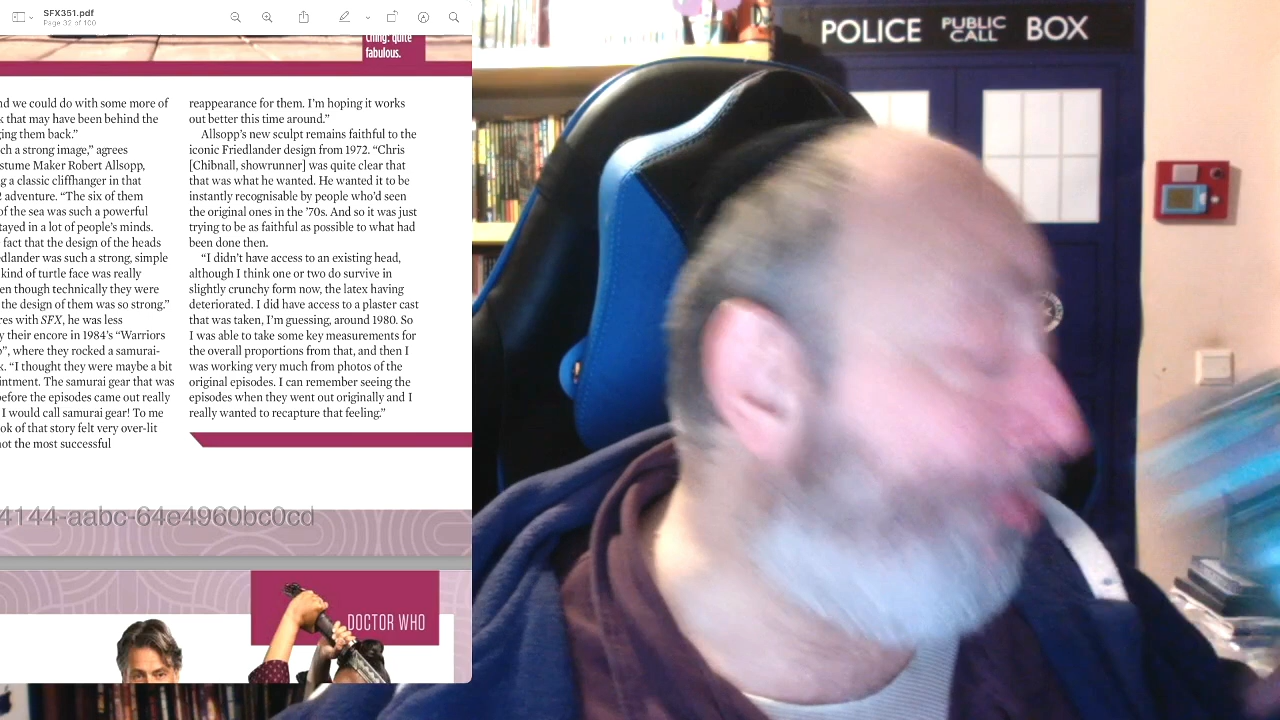 SFX351.pdf
Page 32 of 100
thing: quite
fabulous.
nd we could do with some more of
k that may have been behind the
ging them back."
ch a strong image," agrees
stume Maker Robert Allsopp,
g a classic cliffhanger in that
2 adventure. "The six of them
of the sea was such a powerful
tayed in a lot of people's minds.
fact that the design of the heads
edlander was such a strong, simple
kind of turtle face was really
en though technically they were
the design of them was so strong."
res with SFX, he was less
y their encore in 1984's "Warriors
o", where they rocked a samurai-
k. "I thought they were maybe a bit
intment. The samurai gear that was
before the episodes came out really
I would call samurai gear! To me
ok of that story felt very over-lit
not the most successful
reappearance for them. I'm hoping it works
out better this time around."
Allsopp's new sculpt remains faithful to the
iconic Friedlander design from 1972. "Chris
[Chibnall, showrunner] was quite clear that
that was what he wanted. He wanted it to be
instantly recognisable by people who'd seen
the original ones in the '70s. And so it was just
trying to be as faithful as possible to what had
been done then.
"I didn't have access to an existing head,
although I think one or two do survive in
slightly crunchy form now, the latex having
deteriorated. I did have access to a plaster cast
that was taken, I'm guessing, around 1980. So
I was able to take some key measurements for
the overall proportions from that, and then I
was working very much from photos of the
original episodes. I can remember seeing the
episodes when they went out originally and I
really wanted to recapture that feeling."
4144-aabc-64e4960bc0cd
DOCTOR WHO
POLICE PUBLIC CALL BOX